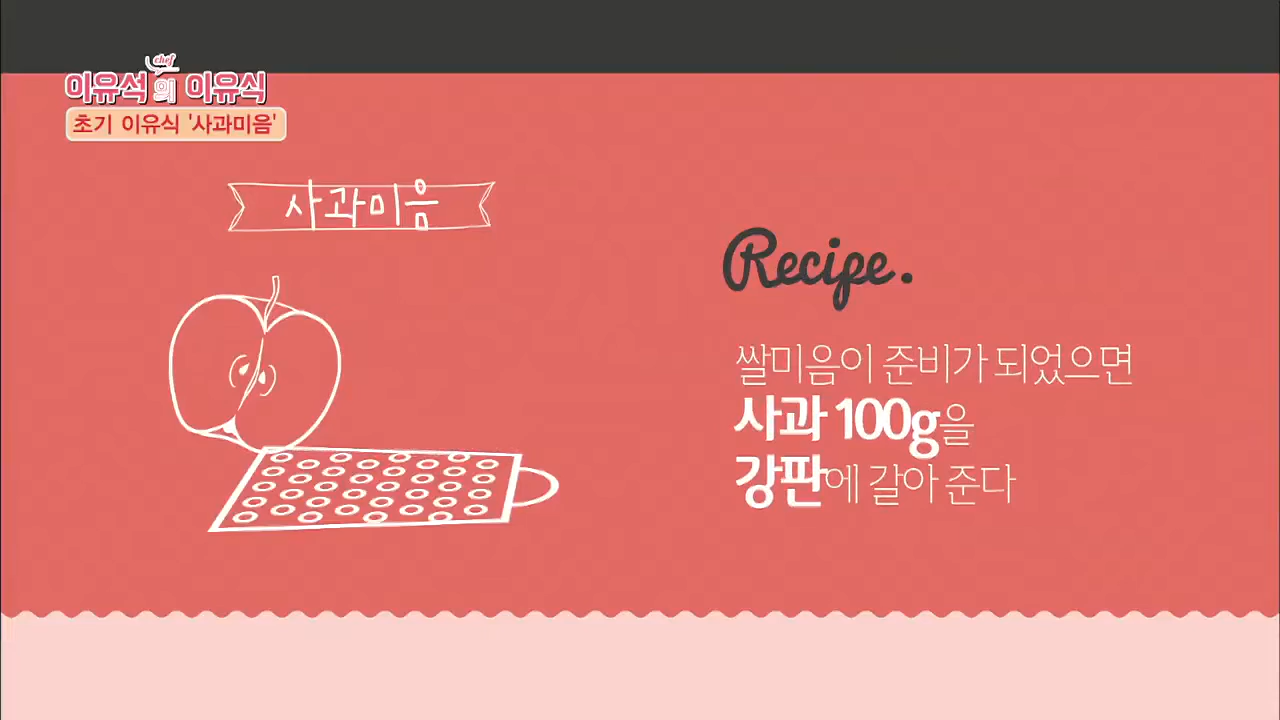 chef
이유석의 이유식
초기 이유식 '사과미음'
사과미음
Recipe.
쌀미음이 준비가 되었으면
사과 100g을
강판에 갈아 준다